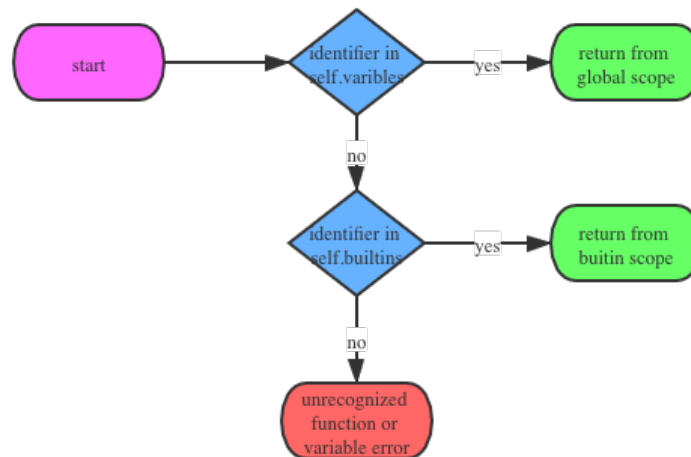 start
identifier in
self.varibles
yes
return from
global scope
no
identifier in
self.builtins
yes
return from
buitin scope
no
unrecognized
function or
variable error